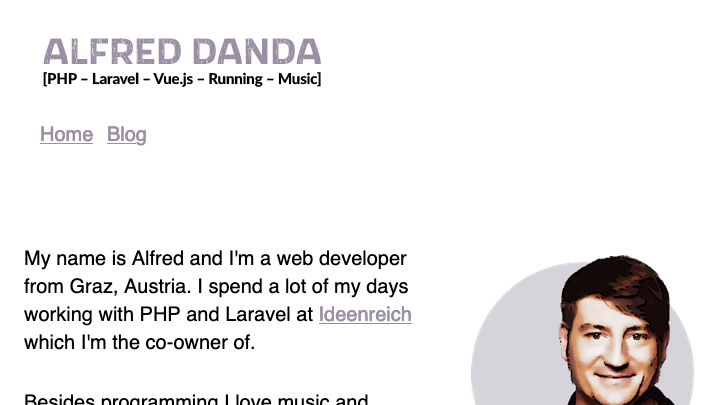 ALFRED DANDA
[PHP – Laravel – Vue.js – Running – Music]
Home Blog
My name is Alfred and I'm a web developer
from Graz, Austria. I spend a lot of my days
working with PHP and Laravel at Ideenreich
which I'm the co-owner of.
Besides programming I love music and